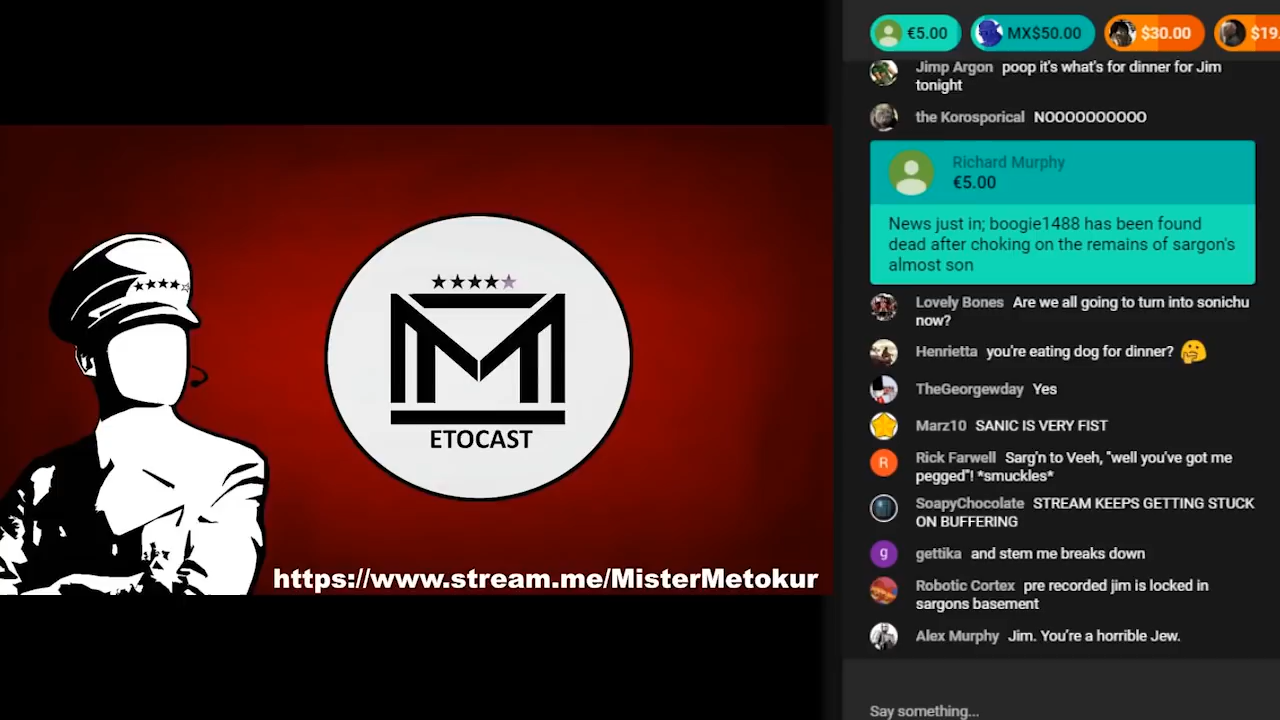 €5.00
MX$50.00
$30.00
$19.
Jimp Argon poop it's what's for dinner for Jim
tonight
the Korosporical NOOOOOOOOOO
Richard Murphy
€5.00
News just in; boogie1488 has been found
dead after choking on the remains of sargon's
almost son
Lovely Bones Are we all going to turn into sonichu
now?
Henrietta you're eating dog for dinner?
TheGeorgewday Yes
Marz10 SANIC IS VERY FIST
R
Rick Farwell Sarg'n to Veeh, "well you've got me
pegged"! *smuckles*
SoapyChocolate STREAM KEEPS GETTING STUCK
ON BUFFERING
g
gettika and stem me breaks down
Robotic Cortex pre recorded jim is locked in
sargons basement
Alex Murphy Jim. You're a horrible Jew.
Say something...
M
ETOCAST
https://www.stream.me/MisterMetokur